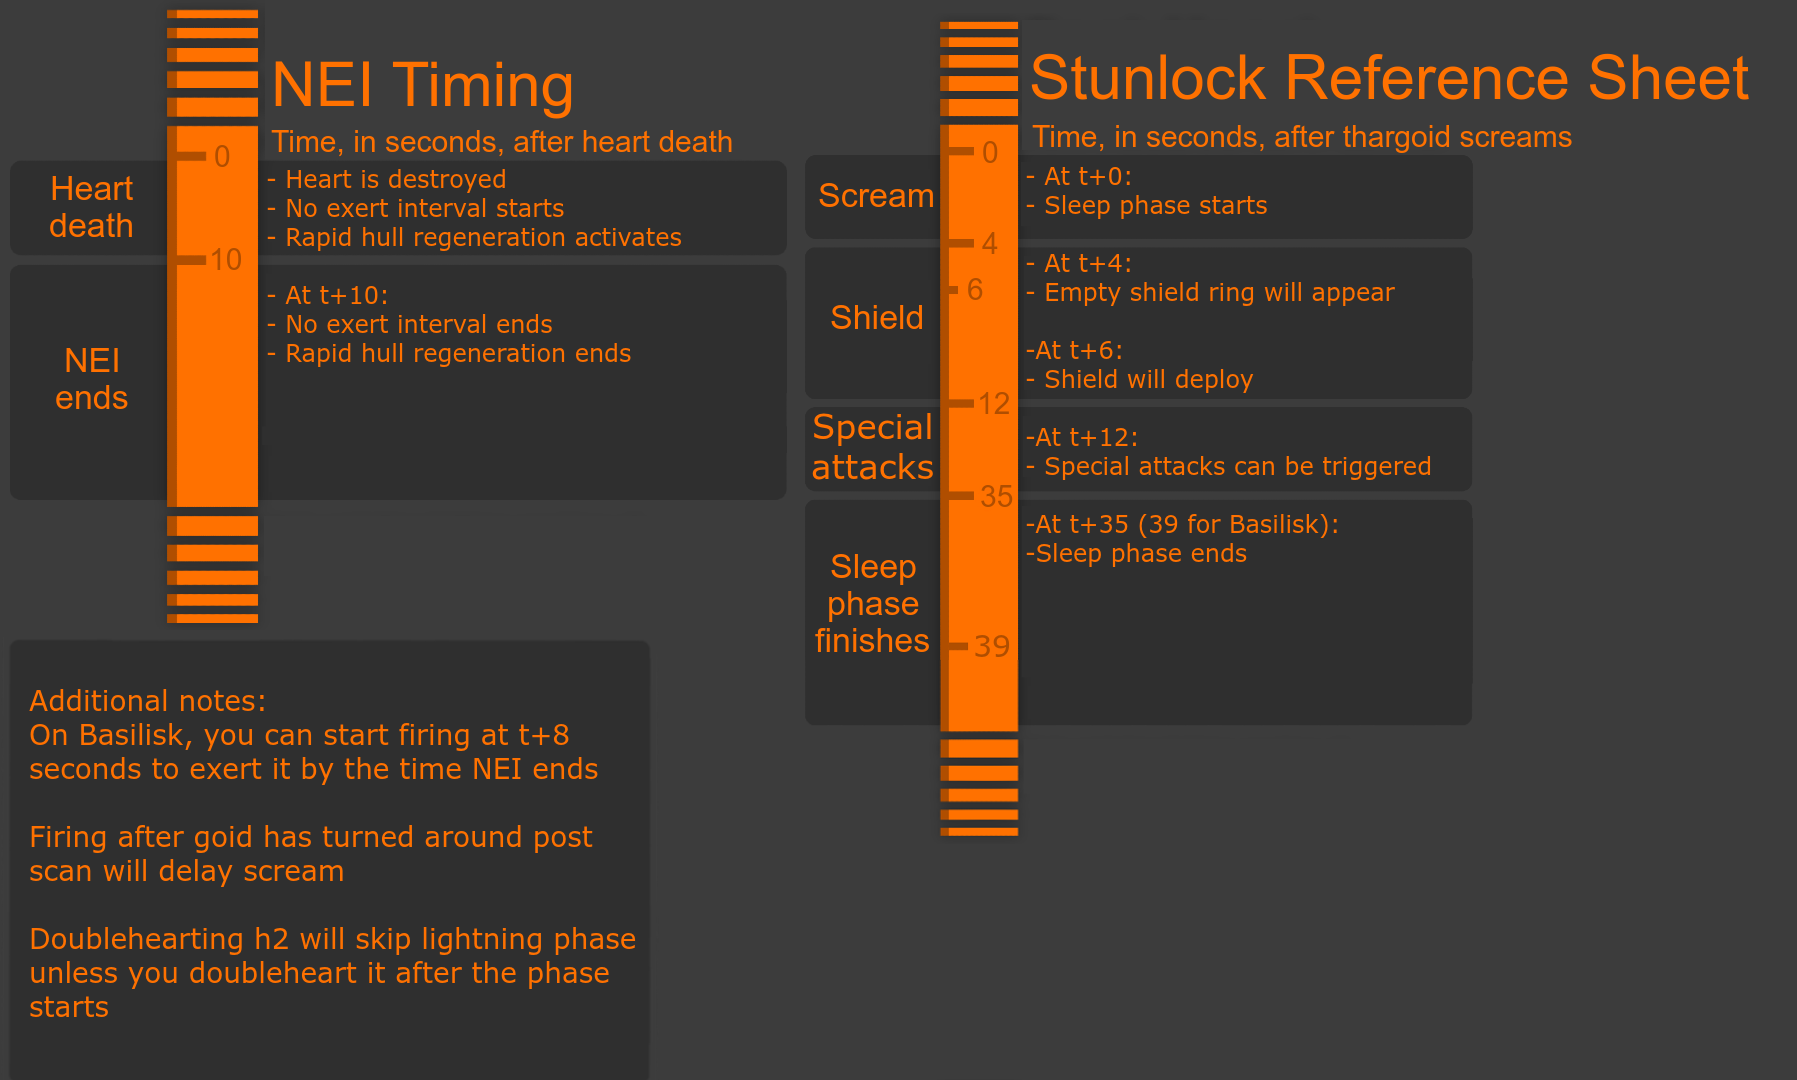 NEI Timing
Time, in seconds, after heart death
Heart
death
0
- Heart is destroyed
- No exert interval starts
- Rapid hull regeneration activates
10
NEI
ends
- At t+10:
- No exert interval ends
- Rapid hull regeneration ends
Additional notes:
On Basilisk, you can start firing at t+8
seconds to exert it by the time NEI ends
Firing after goid has turned around post
scan will delay scream
Doublehearting h2 will skip lightning phase
unless you doubleheart it after the phase
starts
Stunlock Reference Sheet
Time, in seconds, after thargoid screams
Scream
0
- At t+0:
- Sleep phase starts
Shield
4
6
- At t+4:
- Empty shield ring will appear
-At t+6:
- Shield will deploy
Special
attacks
12
-At t+12:
- Special attacks can be triggered
Sleep
phase
finishes
35
39
-At t+35 (39 for Basilisk):
-Sleep phase ends